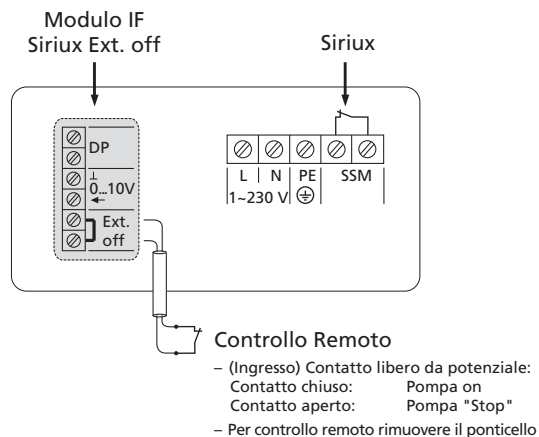 Modulo IF
Siriux Ext. off
Siriux
DP
⊥
0...10V
Ext.
off
L N PE SSM
1~230 V
Controllo Remoto
– (Ingresso) Contatto libero da potenziale:
Contatto chiuso: Pompa on
Contatto aperto: Pompa "Stop"
– Per controllo remoto rimuovere il ponticello